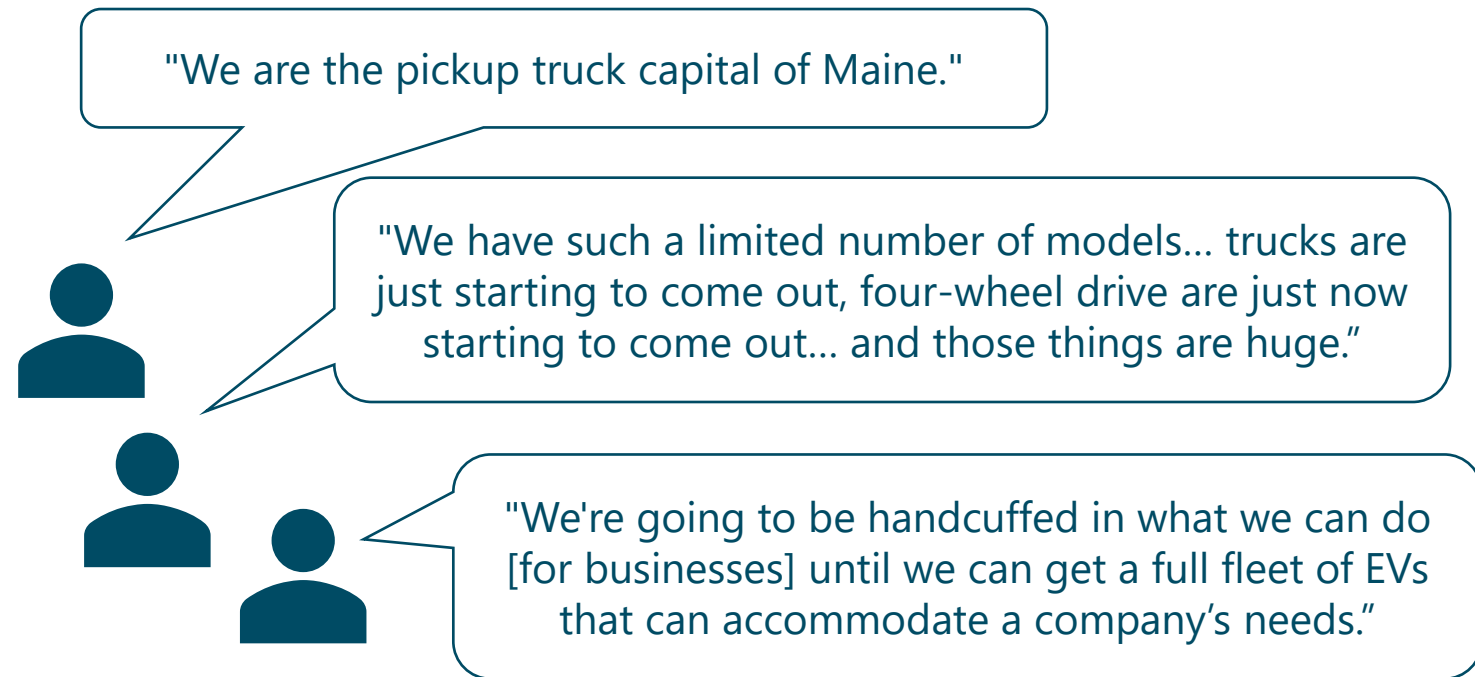 "We are the pickup truck capital of Maine."
"We have such a limited number of models... trucks are
just starting to come out, four-wheel drive are just now
starting to come out... and those things are huge.”
"We're going to be handcuffed in what we can do
[for businesses] until we can get a full fleet of EVs
that can accommodate a company’s needs.”